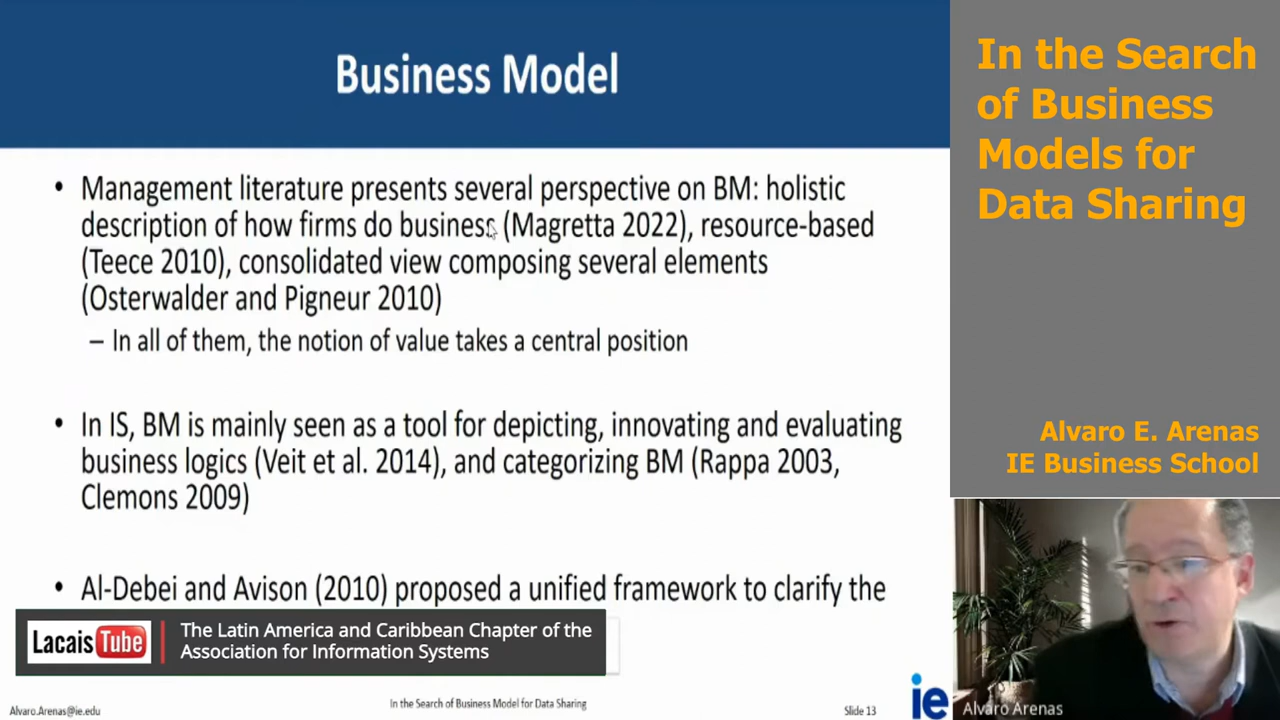 Business Model
• Management literature presents several perspective on BM: holistic
description of how firms do business (Magretta 2022), resource-based
(Teece 2010), consolidated view composing several elements
(Osterwalder and Pigneur 2010)
– In all of them, the notion of value takes a central position
• In IS, BM is mainly seen as a tool for depicting, innovating and evaluating
business logics (Veit et al. 2014), and categorizing BM (Rappa 2003,
Clemons 2009)
• Al-Debei and Avison (2010) proposed a unified framework to clarify the
Lacais Tube
The Latin America and Caribbean Chapter of the
Association for Information Systems
Alvaro.Arenas@ie.edu
In the Search of Business Model for Data Sharing
Slide 13
ie
In the Search
of Business
Models for
Data Sharing
Alvaro E. Arenas
IE Business School
Alvaro Arenas